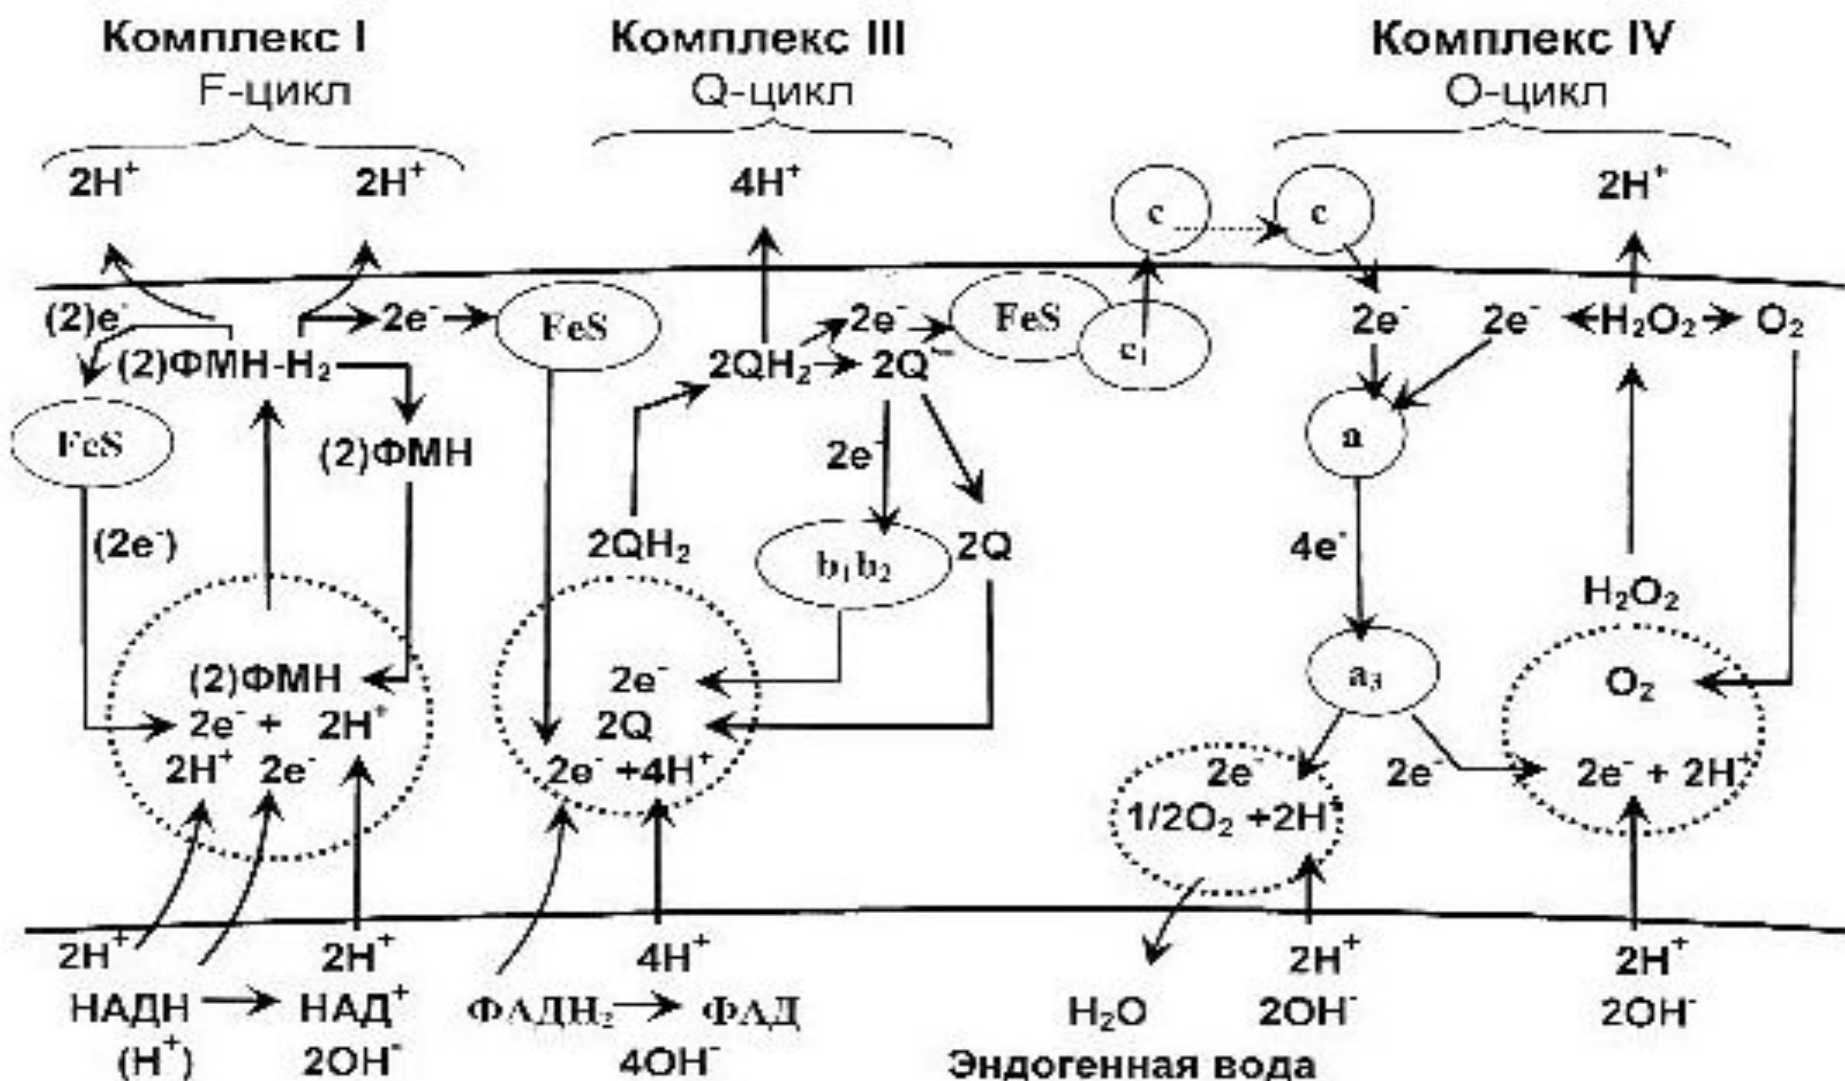 Комплекс I Комплекс III Комплекс IV
F-цикл Q-цикл O-цикл
2H⁺ 2H⁺ 4H⁺ c c 2H⁺
(2)e⁻ 2e⁻ FeS 2e⁻ FeS 2e⁻ 2e⁻ H₂O₂ O₂
(2)ФМН-H₂ 2QH₂ 2Q•⁻ c₁
FeS (2)ФМН 2e⁻ a
(2e⁻) 2QH₂ b₁b₂ 2Q 4e⁻
H₂O₂
(2)ФМН 2e⁻ a₃ O₂
2e⁻ + 2H⁺ 2Q
2H⁺ 2e⁻ 2e⁻ +4H⁺ 2e⁻ 2e⁻ 2e⁻ + 2H⁺
1/2O₂ +2H⁺
2H⁺ 2H⁺ 4H⁺ 2H⁺ 2H⁺
НАДН НАД⁺ ФАДН₂ ФАД H₂O 2OH⁻ 2OH⁻
(H⁺) 2OH⁻ 4OH⁻ Эндогенная вода